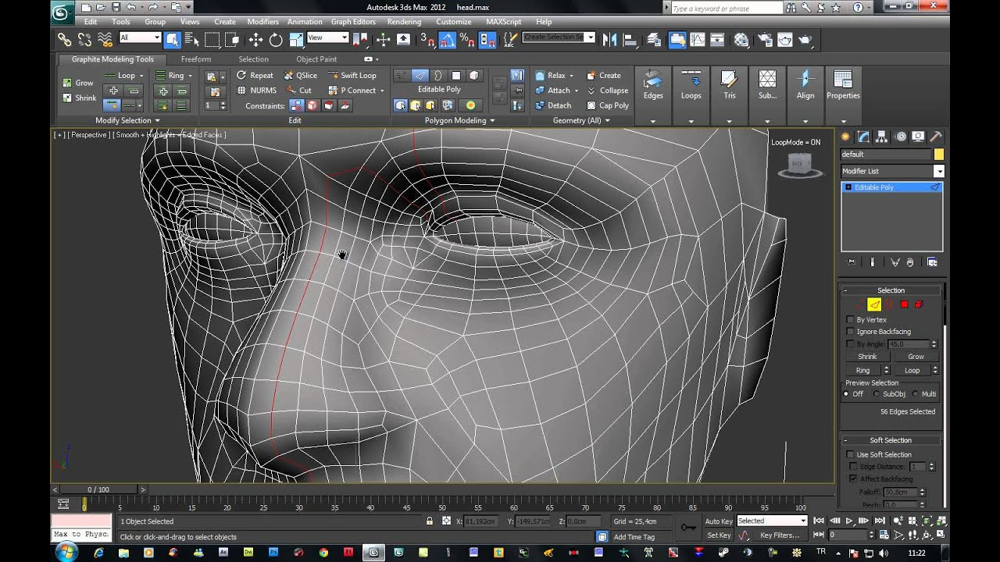 Autodesk 3ds Max 2012 head.max
Type a keyword or phrase
Edit Tools Group Views Create Modifiers Animation Graph Editors Rendering Customize MAXScript Help
All View 3 Create Selection Se
Graphite Modeling Tools Freeform Selection Object Paint
Grow Loop Ring
Shrink
1
Modify Selection
Repeat QSlice Swift Loop
NURMS Cut P Connect
Constraints:
Edit
Editable Poly
Polygon Modeling
Relax Create
Attach Collapse
Detach Cap Poly
Geometry (All)
Edges Loops Tris Sub... Align Properties
[ + ] [ Perspective ] [ Smooth + Highlights + Edged Faces ]
LoopMode = ON
default
Modifier List
Editable Poly
- Selection
By Vertex
Ignore Backfacing
By Angle: 45,0
Shrink Grow
Ring Loop
Preview Selection
Off SubObj Multi
56 Edges Selected
- Soft Selection
Use Soft Selection
Edge Distance: 1
Affect Backfacing
Falloff: 50,8cm
Pinch: 0,0
< 0 / 100 >
0 5 10 15 20 25 30 35 40 45 50 55 60 65 70 75 80 85 90 95 100
1 Object Selected X: 81,192cm Y: -149,571cm Z: 0,0cm Grid = 25,4cm Auto Key Selected
Max to Physc. Click or click-and-drag to select objects Add Time Tag Set Key Key Filters... 0
TR 11:22